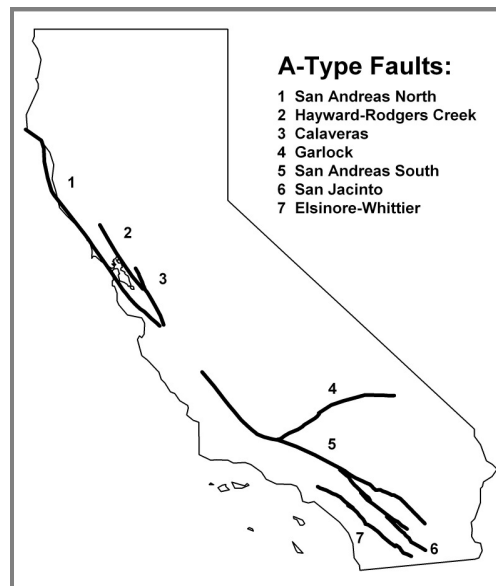 A-Type Faults:
1 San Andreas North
2 Hayward-Rodgers Creek
3 Calaveras
4 Garlock
5 San Andreas South
6 San Jacinto
7 Elsinore-Whittier
1
2
3
4
5
7
6